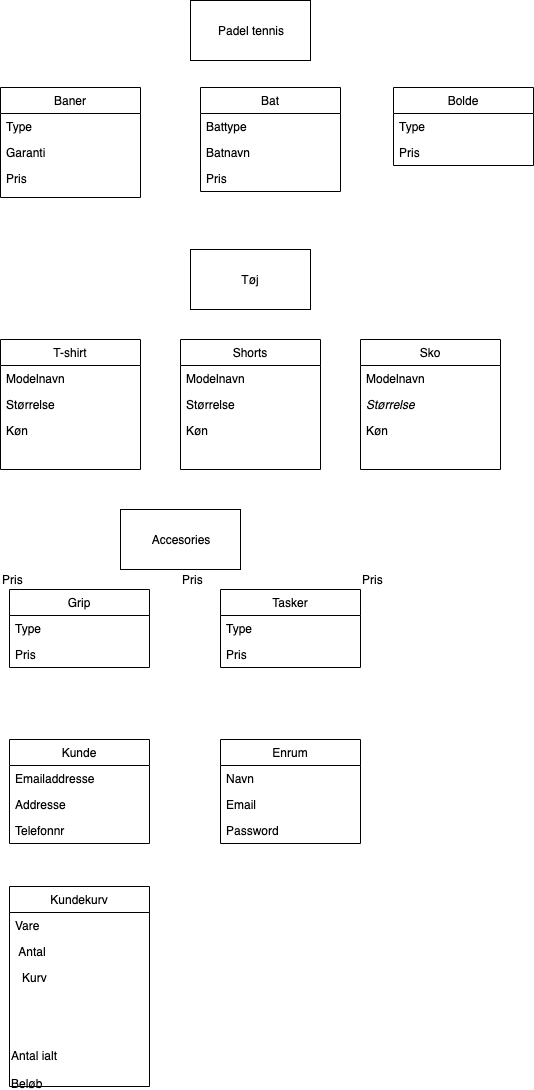 Padel tennis
Baner
Type
Garanti
Pris
Bat
Battype
Batnavn
Pris
Bolde
Type
Pris
Tøj
T-shirt
Modelnavn
Størrelse
Køn
Shorts
Modelnavn
Størrelse
Køn
Sko
Modelnavn
Størrelse
Køn
Accesories
Pris
Pris
Pris
Grip
Type
Pris
Tasker
Type
Pris
Kunde
Emailaddresse
Addresse
Telefonnr
Enrum
Navn
Email
Password
Kundekurv
Vare
Antal
Kurv
Antal ialt
Beløb